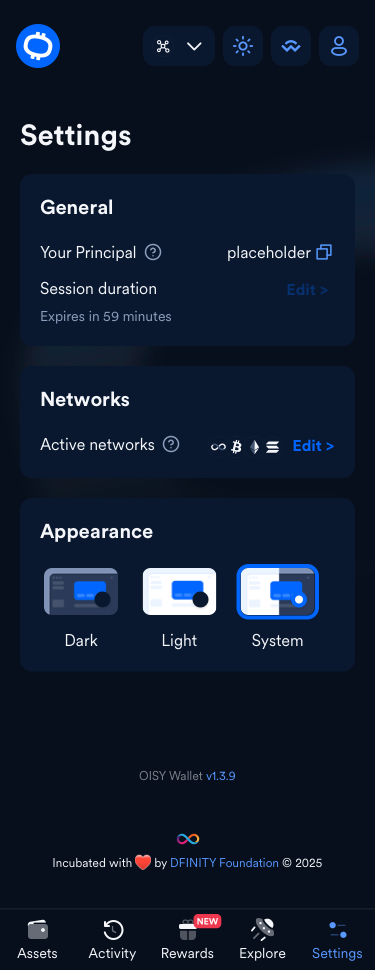 Settings
General
Your Principal placeholder
Session duration Edit >
Expires in 59 minutes
Networks
Active networks Edit >
Appearance
Dark Light System
OISY Wallet v1.3.9
Incubated with ❤️ by DFINITY Foundation © 2025
NEW
Assets Activity Rewards Explore Settings